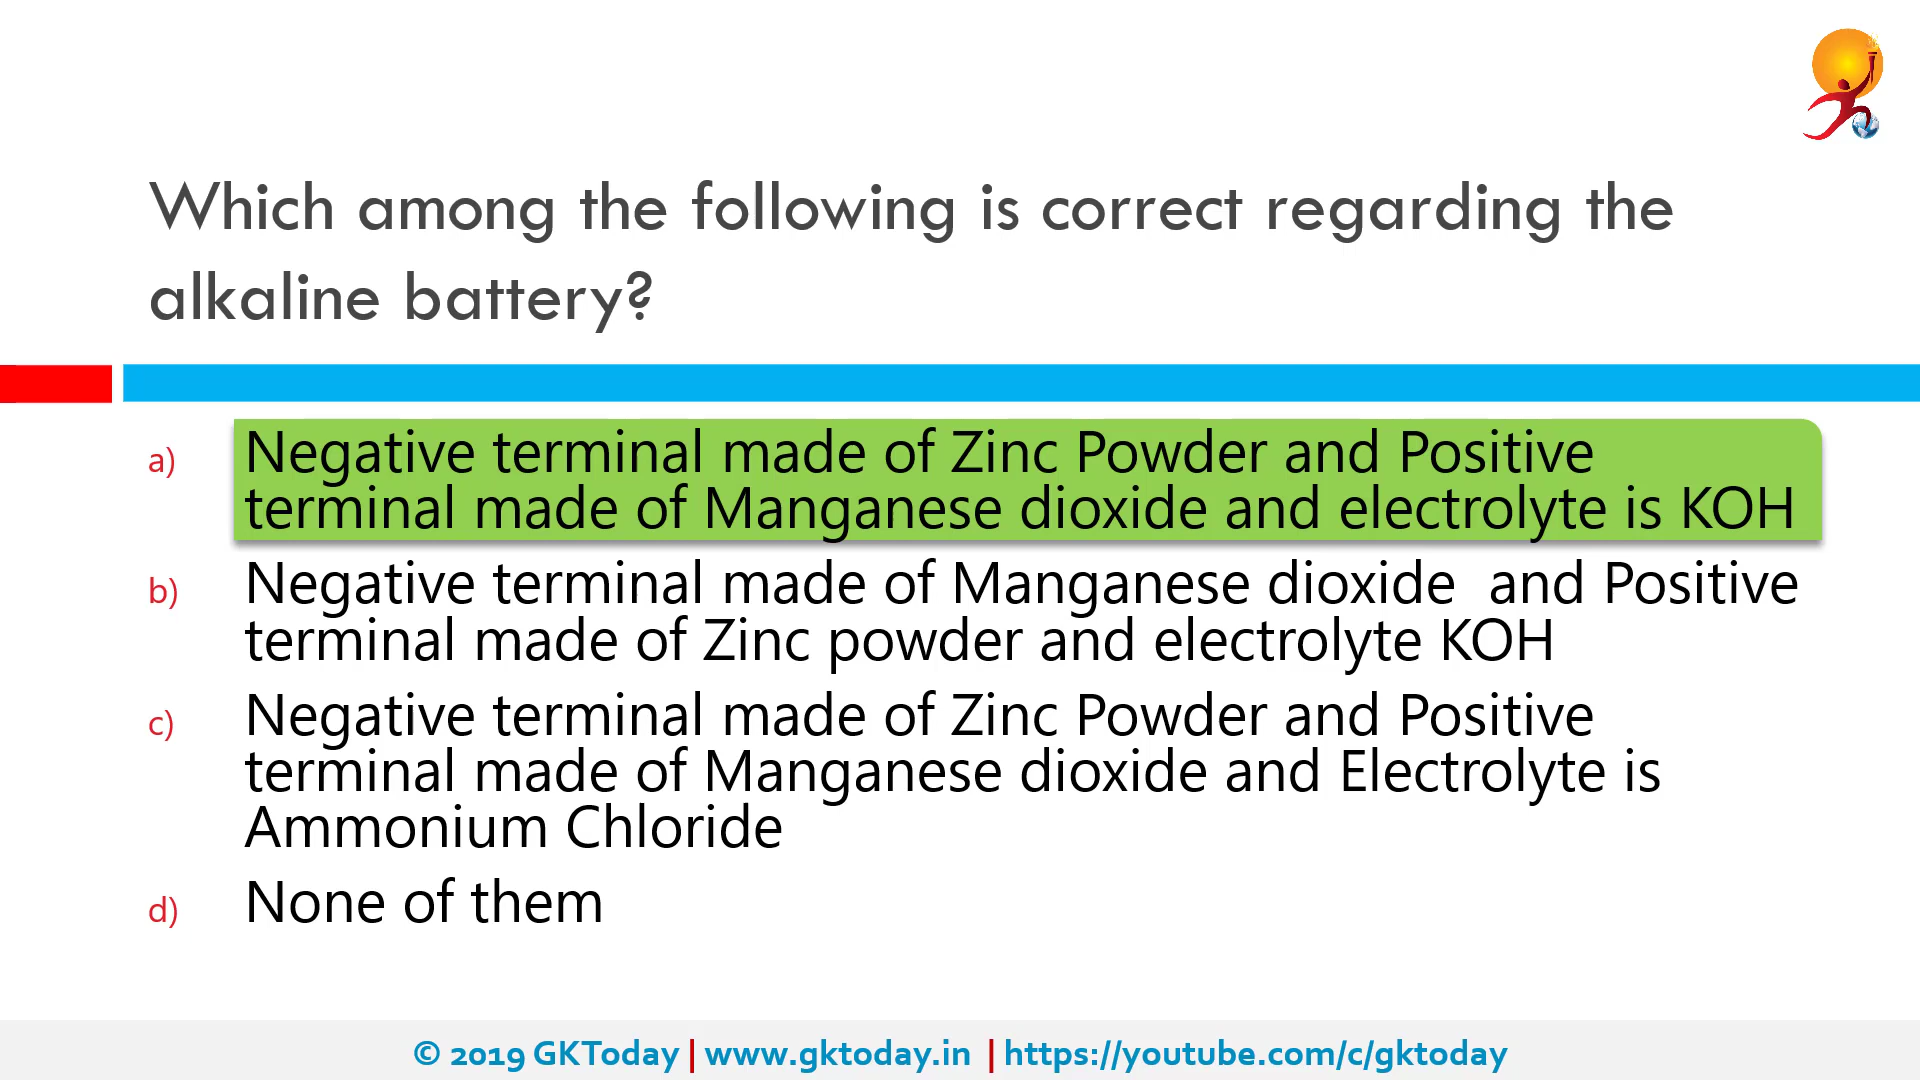 Which among the following is correct regarding the
alkaline battery?
a) Negative terminal made of Zinc Powder and Positive
terminal made of Manganese dioxide and electrolyte is KOH
b) Negative terminal made of Manganese dioxide  and Positive
terminal made of Zinc powder and electrolyte KOH
c) Negative terminal made of Zinc Powder and Positive
terminal made of Manganese dioxide and Electrolyte is
Ammonium Chloride
d) None of them
© 2019 GKToday | www.gktoday.in | https://youtube.com/c/gktoday